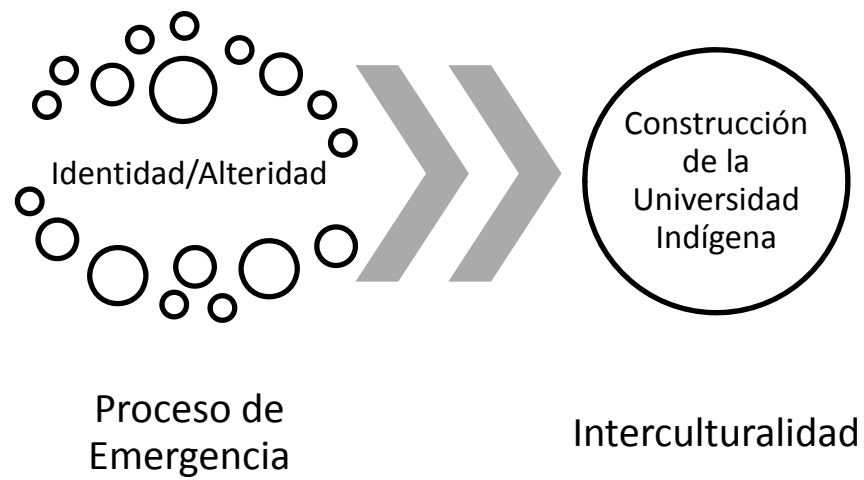 Identidad/Alteridad
Construcción
de la
Universidad
Indígena
Proceso de
Emergencia
Interculturalidad